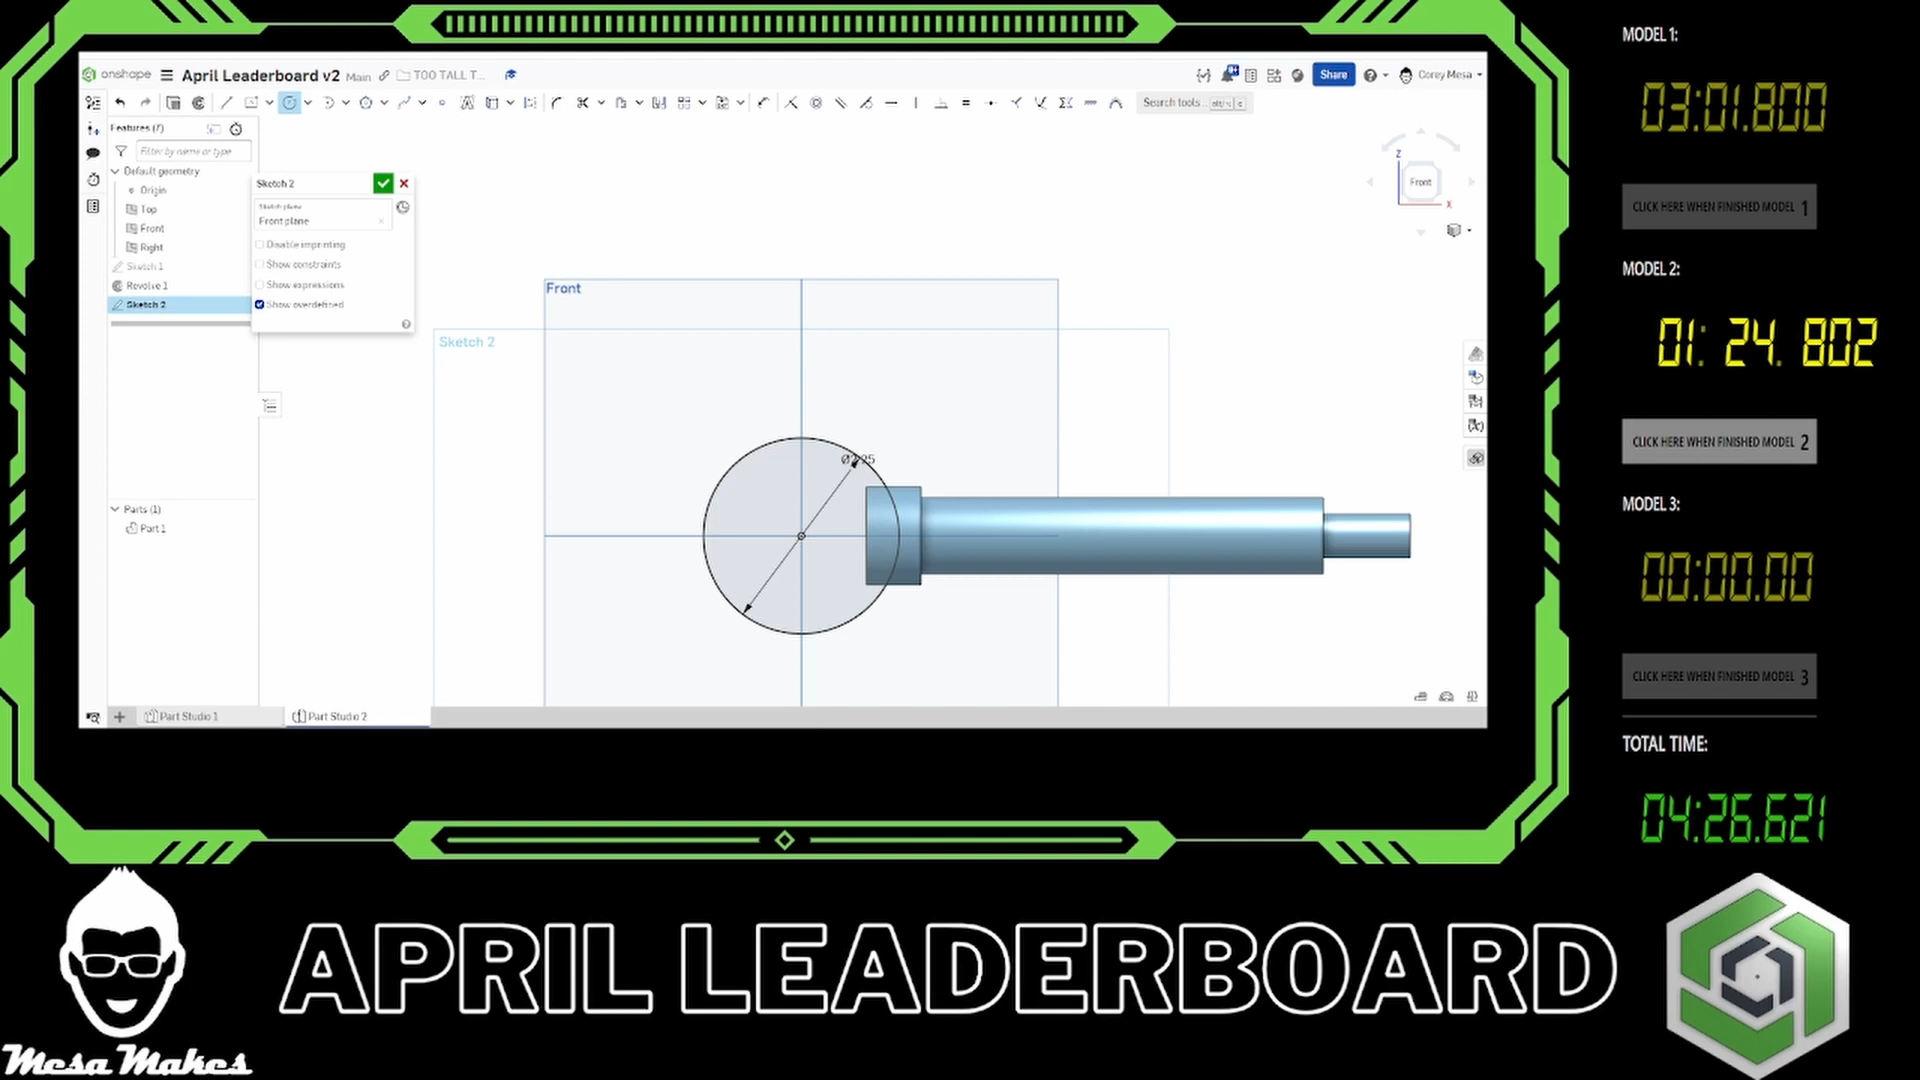 onshape April Leaderboard v2 Main TOO TALL T... Share Corey Mesa
Search tools... alt/⌥ c
Features (7)
Filter by name or type
Default geometry
Origin
Top
Front
Right
Sketch 1
Revolve 1
Sketch 2
Sketch 2
Sketch plane
Front plane
Disable imprinting
Show constraints
Show expressions
Show overdefined
Front
Sketch 2
Z
Front
X
Parts (1)
Part 1
Part Studio 1
Part Studio 2
MODEL 1:
03:01.800
CLICK HERE WHEN FINISHED MODEL 1
MODEL 2:
01: 24. 802
CLICK HERE WHEN FINISHED MODEL 2
MODEL 3:
00:00.00
CLICK HERE WHEN FINISHED MODEL 3
TOTAL TIME:
04:26.621
APRIL LEADERBOARD
Mesa Makes